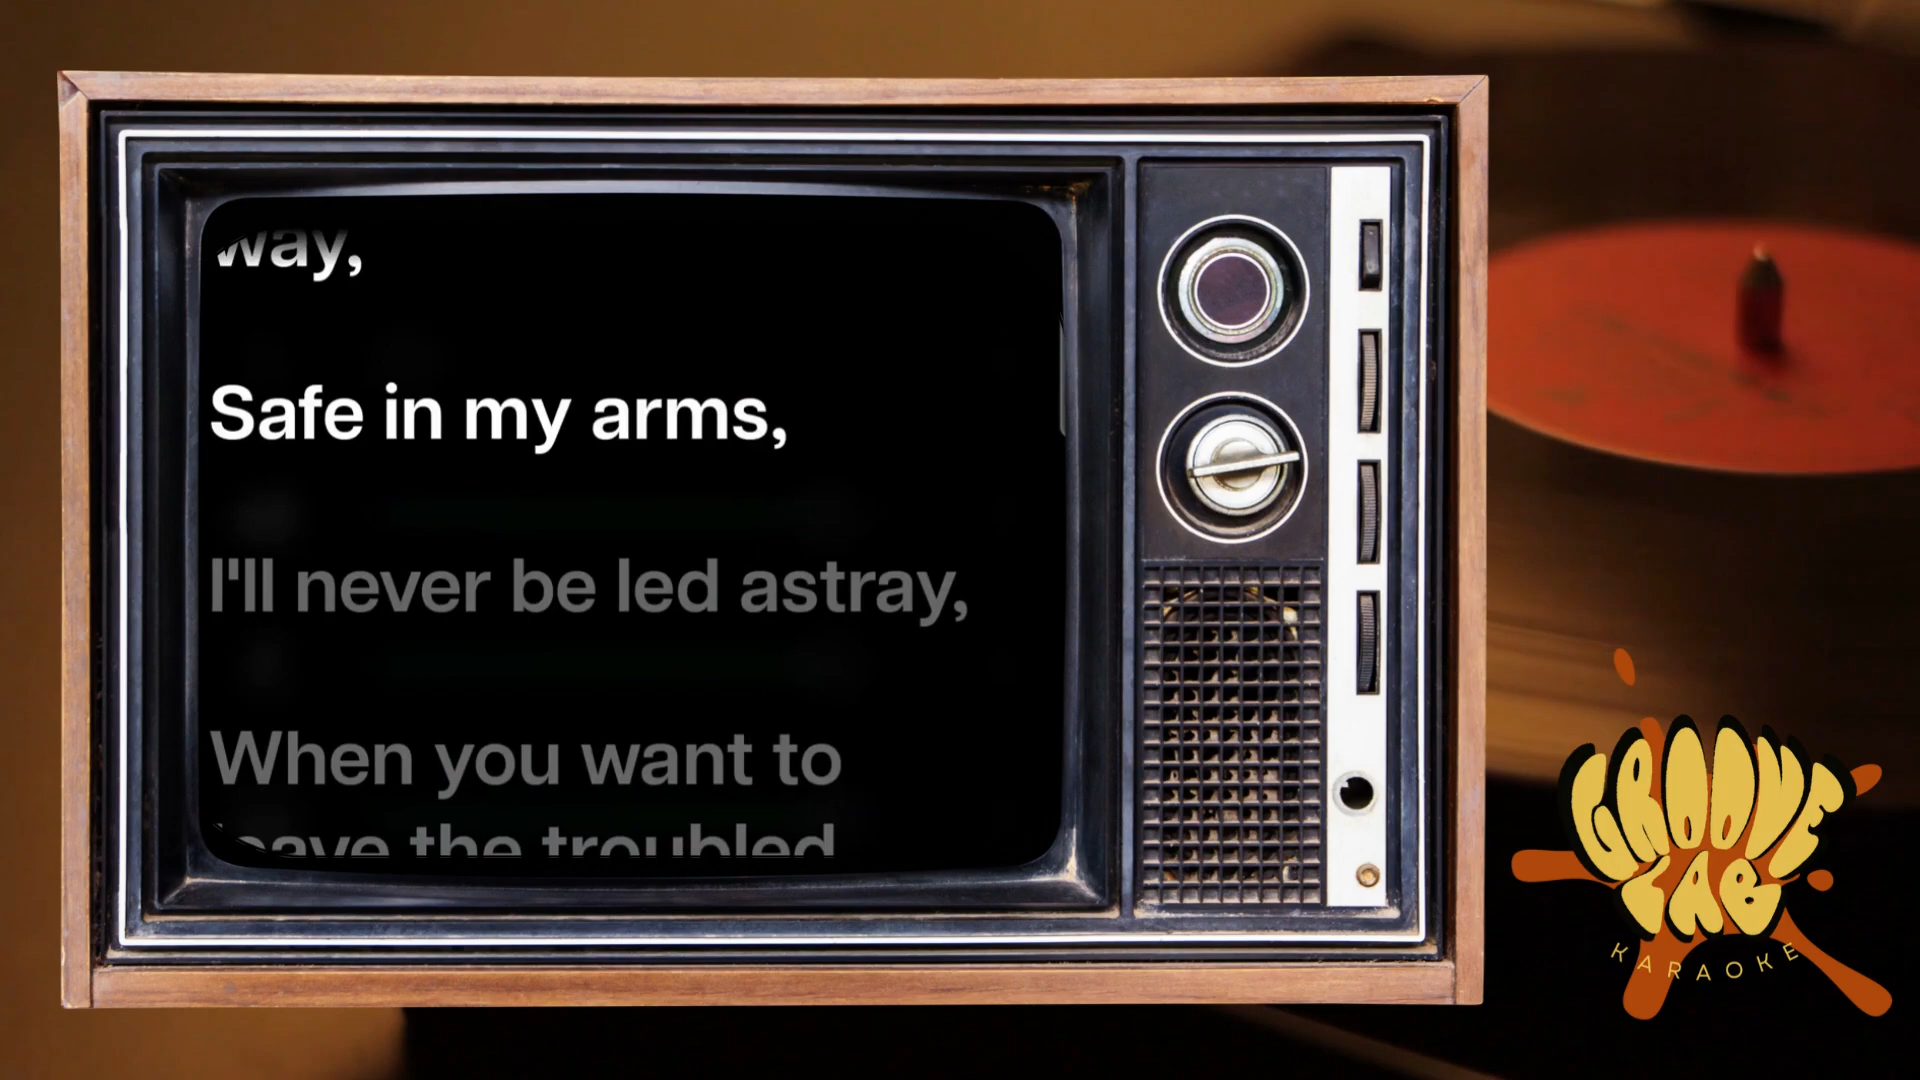 way,
Safe in my arms,
I'll never be led astray,
When you want to
leave the troubled
GROOVE
LAB
KARAOKE